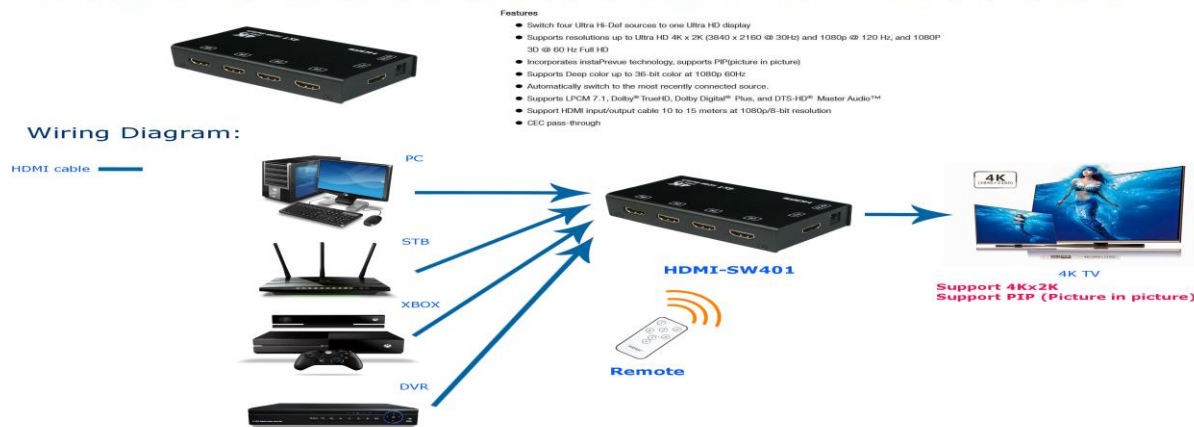 Features
● Switch four Ultra Hi-Def sources to one Ultra HD display
● Supports resolutions up to Ultra HD 4K x 2K (3840 x 2160 @ 30Hz) and 1080p @ 120 Hz, and 1080P
3D @ 60 Hz Full HD
● Incorporates instaPrevue technology, supports PIP(picture in picture)
● Supports Deep color up to 36-bit color at 1080p 60Hz
● Automatically switch to the most recently connected source.
● Supports LPCM 7.1, Dolby® TrueHD, Dolby Digital® Plus, and DTS-HD® Master Audio™
● Support HDMI input/output cable 10 to 15 meters at 1080p/8-bit resolution
● CEC pass-through
Wiring Diagram:
HDMI cable
PC
STB
XBOX
DVR
HDMI-SW401
Remote
4K
4K TV
Support 4Kx2K
Support PIP (Picture in picture)